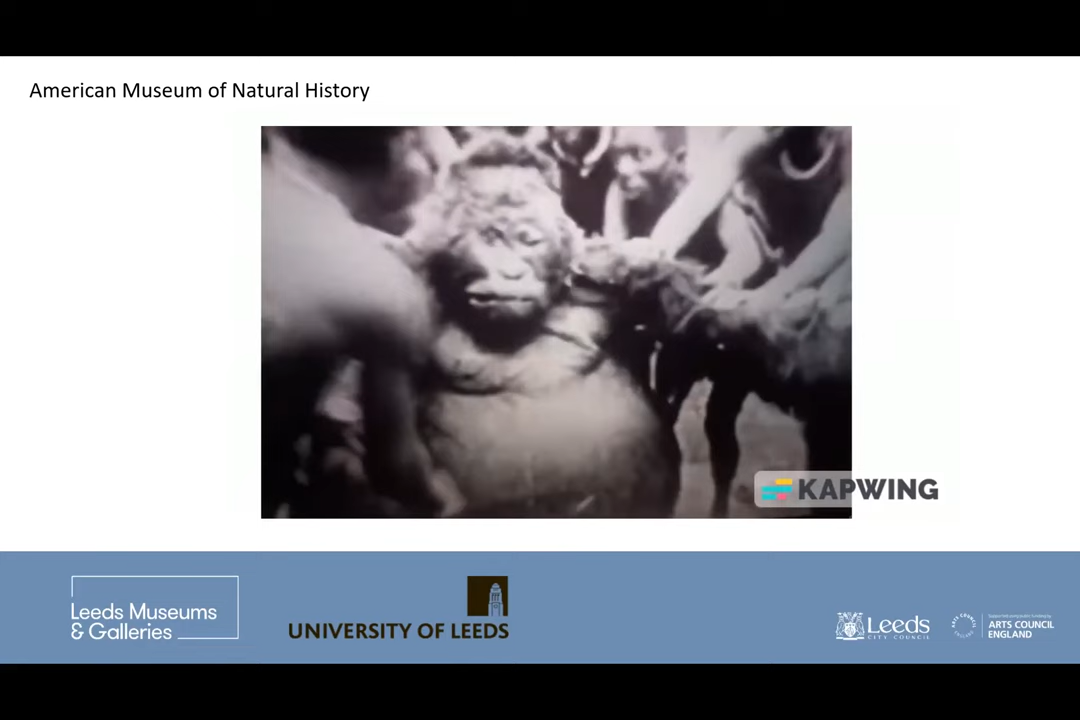 American Museum of Natural History
KAPWING
Leeds Museums
& Galleries
UNIVERSITY OF LEEDS
Leeds
CITY COUNCIL
ARTS COUNCIL
ENGLAND